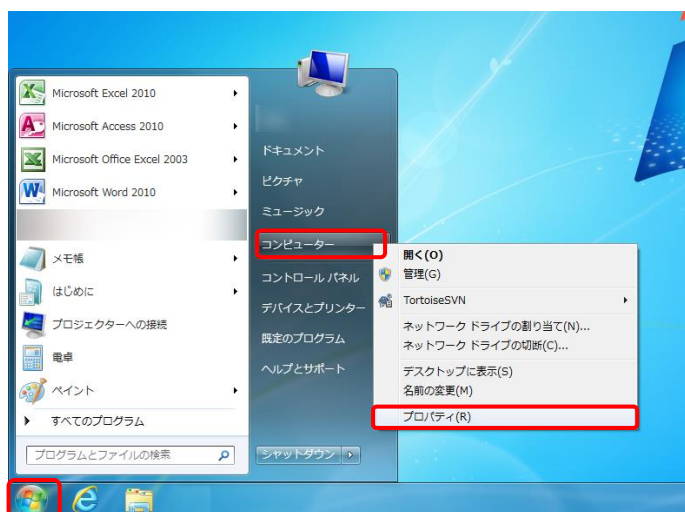 Microsoft Excel 2010
Microsoft Access 2010
Microsoft Office Excel 2003
Microsoft Word 2010
メモ帳
はじめに
プロジェクターへの接続
電卓
ペイント
すべてのプログラム
プログラムとファイルの検索
ドキュメント
ピクチャ
ミュージック
コンピューター
コントロール パネル
デバイスとプリンター
既定のプログラム
ヘルプとサポート
シャットダウン
開く(O)
管理(G)
TortoiseSVN
ネットワーク ドライブの割り当て(N)...
ネットワーク ドライブの切断(C)...
デスクトップに表示(S)
名前の変更(M)
プロパティ(R)